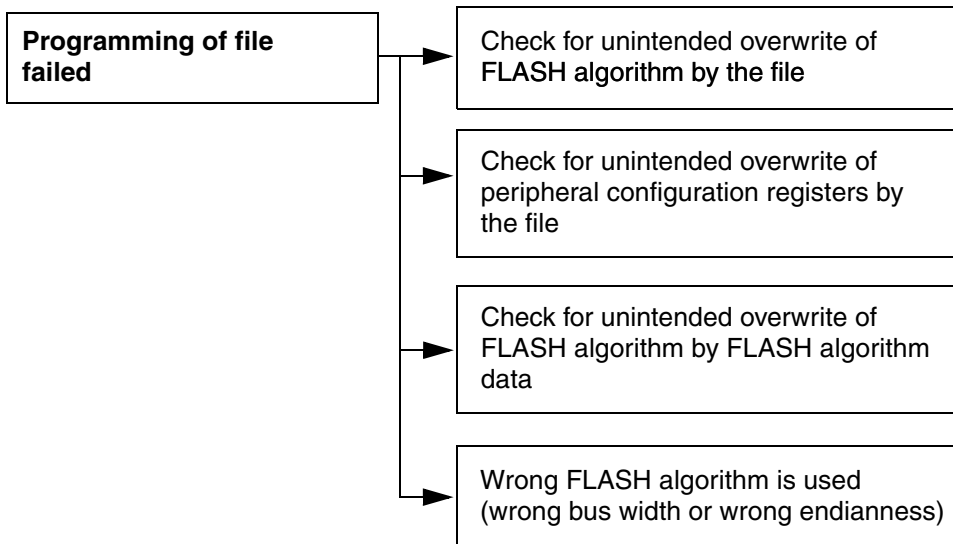 Programming of file
failed
Check for unintended overwrite of
FLASH algorithm by the file
Check for unintended overwrite of
peripheral configuration registers by
the file
Check for unintended overwrite of
FLASH algorithm by FLASH algorithm
data
Wrong FLASH algorithm is used
(wrong bus width or wrong endianness)